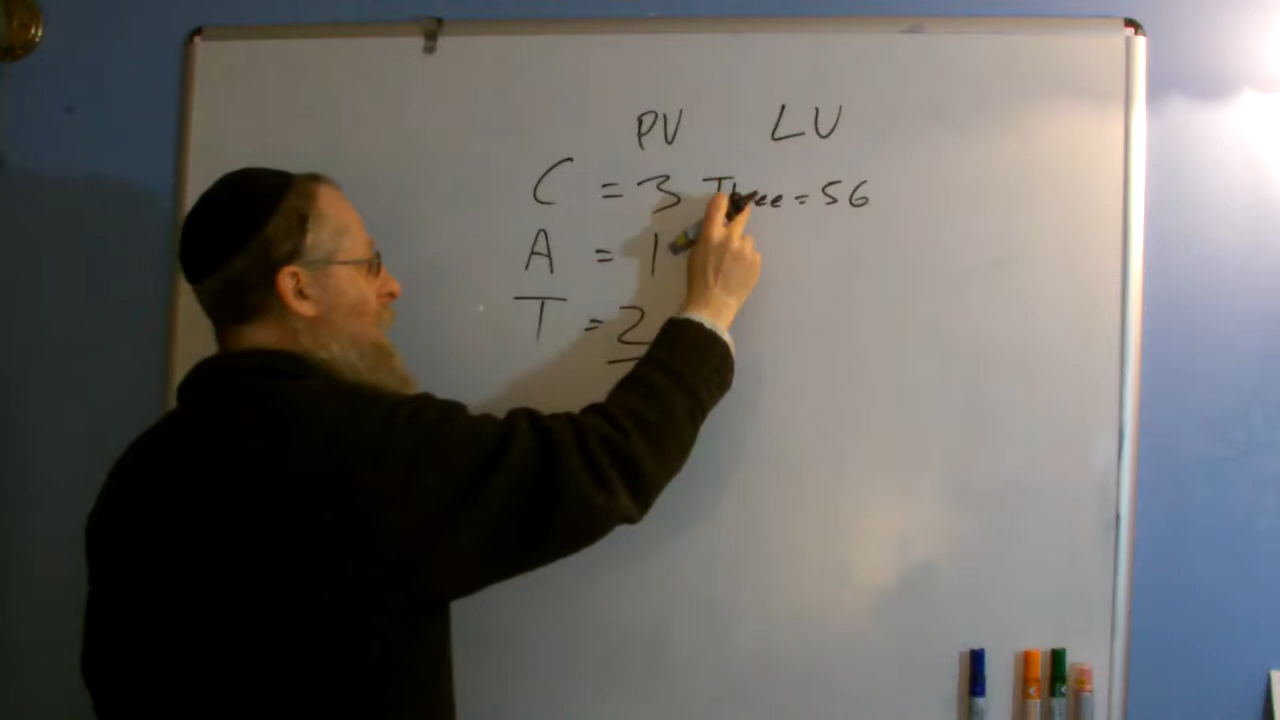 PV LU
C = 3 Three = 56
A = 1
T = 2